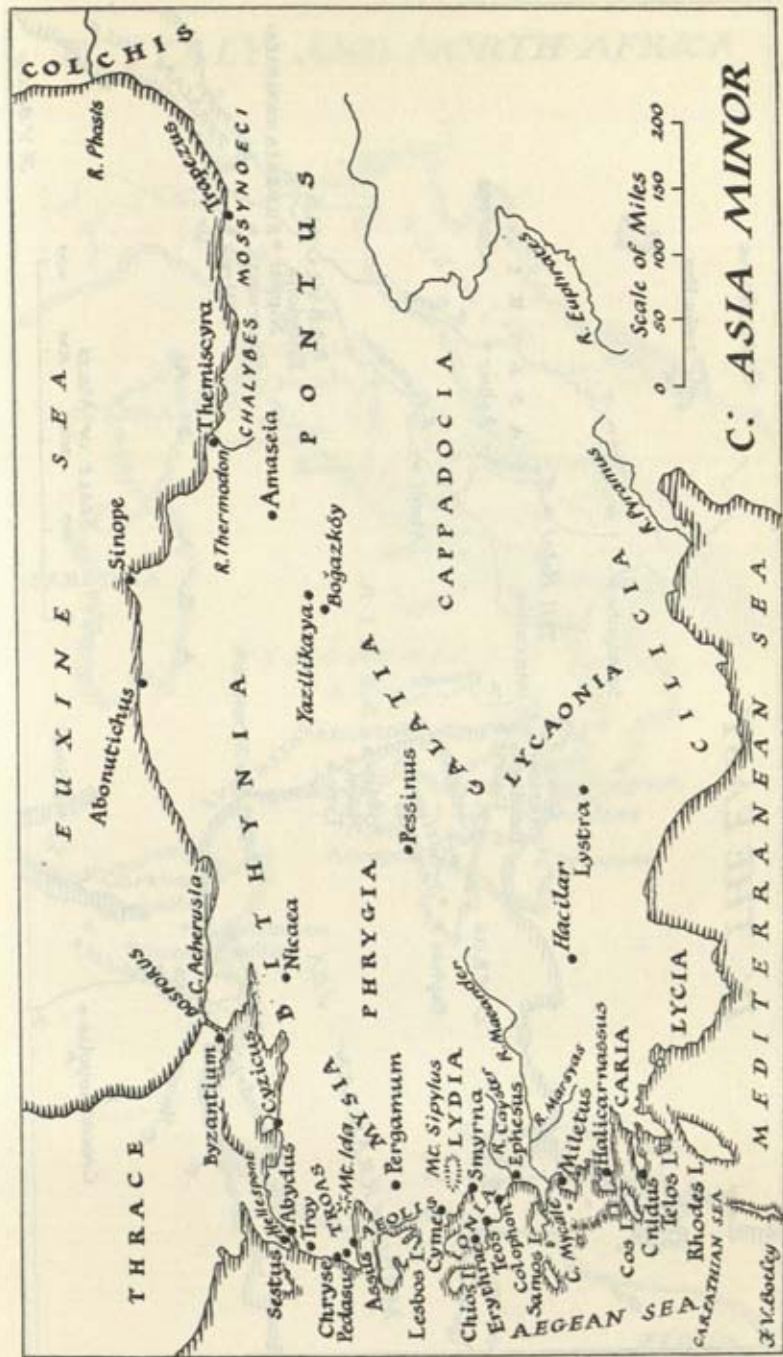 C: ASIA MINOR
Scale of Miles
0 50 100 150 200
EUXINE SEA
COLCHIS
R. Phasis
THRACE
BOSPORUS
C. Acherusia
Abonutichus
Sinope
Themiscyra
R. Thermodon
CHALYBES
Trapezus
MOSSYNOECI
PONTUS
Amaseia
Yazilikaya
Boğazköy
BITHYNIA
Nicaea
Byzantium
Cyzicus
Hellespont
Sestus
Abydus
Troy
TROAS
Mt. Ida
MYSIA
Chryse
Pedasus
Assus
AEOLIS
Lesbos I.
Pergamum
PHRYGIA
Pessinus
GALATIA
CAPPADOCIA
R. Euphrates
LYCAONIA
Lystra
Hacilar
CILICIA
R. Pyramus
Cyme
Mt. Sipylus
LYDIA
Smyrna
Chios I.
IONIA
Erythrae
Teos
Colophon
R. Cayster
Ephesus
R. Maeander
R. Marsyas
Samos I.
C. Mycale
Miletus
Halicarnassus
CARIA
LYCIA
Cos I.
Cnidus
Telos I.
Rhodes I.
AEGEAN SEA
CARPATHIAN SEA
MEDITERRANEAN SEA